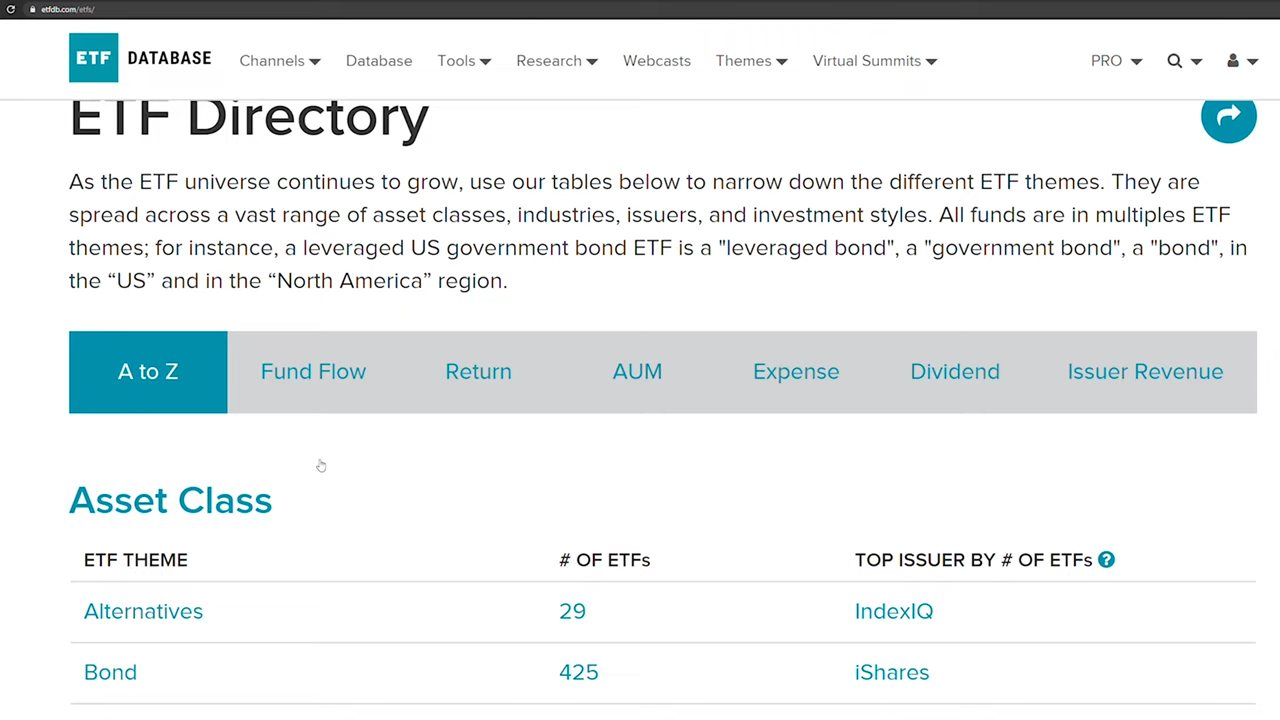 etfdb.com/etfs/
ETF DATABASE Channels Database Tools Research Webcasts Themes Virtual Summits PRO
ETF Directory
As the ETF universe continues to grow, use our tables below to narrow down the different ETF themes. They are
spread across a vast range of asset classes, industries, issuers, and investment styles. All funds are in multiples ETF
themes; for instance, a leveraged US government bond ETF is a "leveraged bond", a "government bond", a "bond", in
the “US” and in the “North America” region.
A to Z Fund Flow Return AUM Expense Dividend Issuer Revenue
Asset Class
ETF THEME # OF ETFs TOP ISSUER BY # OF ETFs ?
Alternatives 29 IndexIQ
Bond 425 iShares